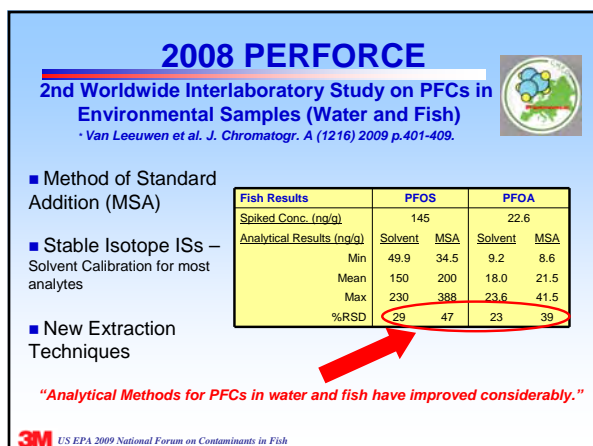 2008 PERFORCE
2nd Worldwide Interlaboratory Study on PFCs in
Environmental Samples (Water and Fish)
· Van Leeuwen et al. J. Chromatogr. A (1216) 2009 p.401-409.
■ Method of Standard
Addition (MSA)
■ Stable Isotope ISs –
Solvent Calibration for most
analytes
■ New Extraction
Techniques
Fish Results PFOS PFOA
Spiked Conc. (ng/g) 145 22.6
Analytical Results (ng/g) Solvent MSA Solvent MSA
Min 49.9 34.5 9.2 8.6
Mean 150 200 18.0 21.5
Max 230 388 23.6 41.5
%RSD 29 47 23 39
“Analytical Methods for PFCs in water and fish have improved considerably.”
3M US EPA 2009 National Forum on Contaminants in Fish